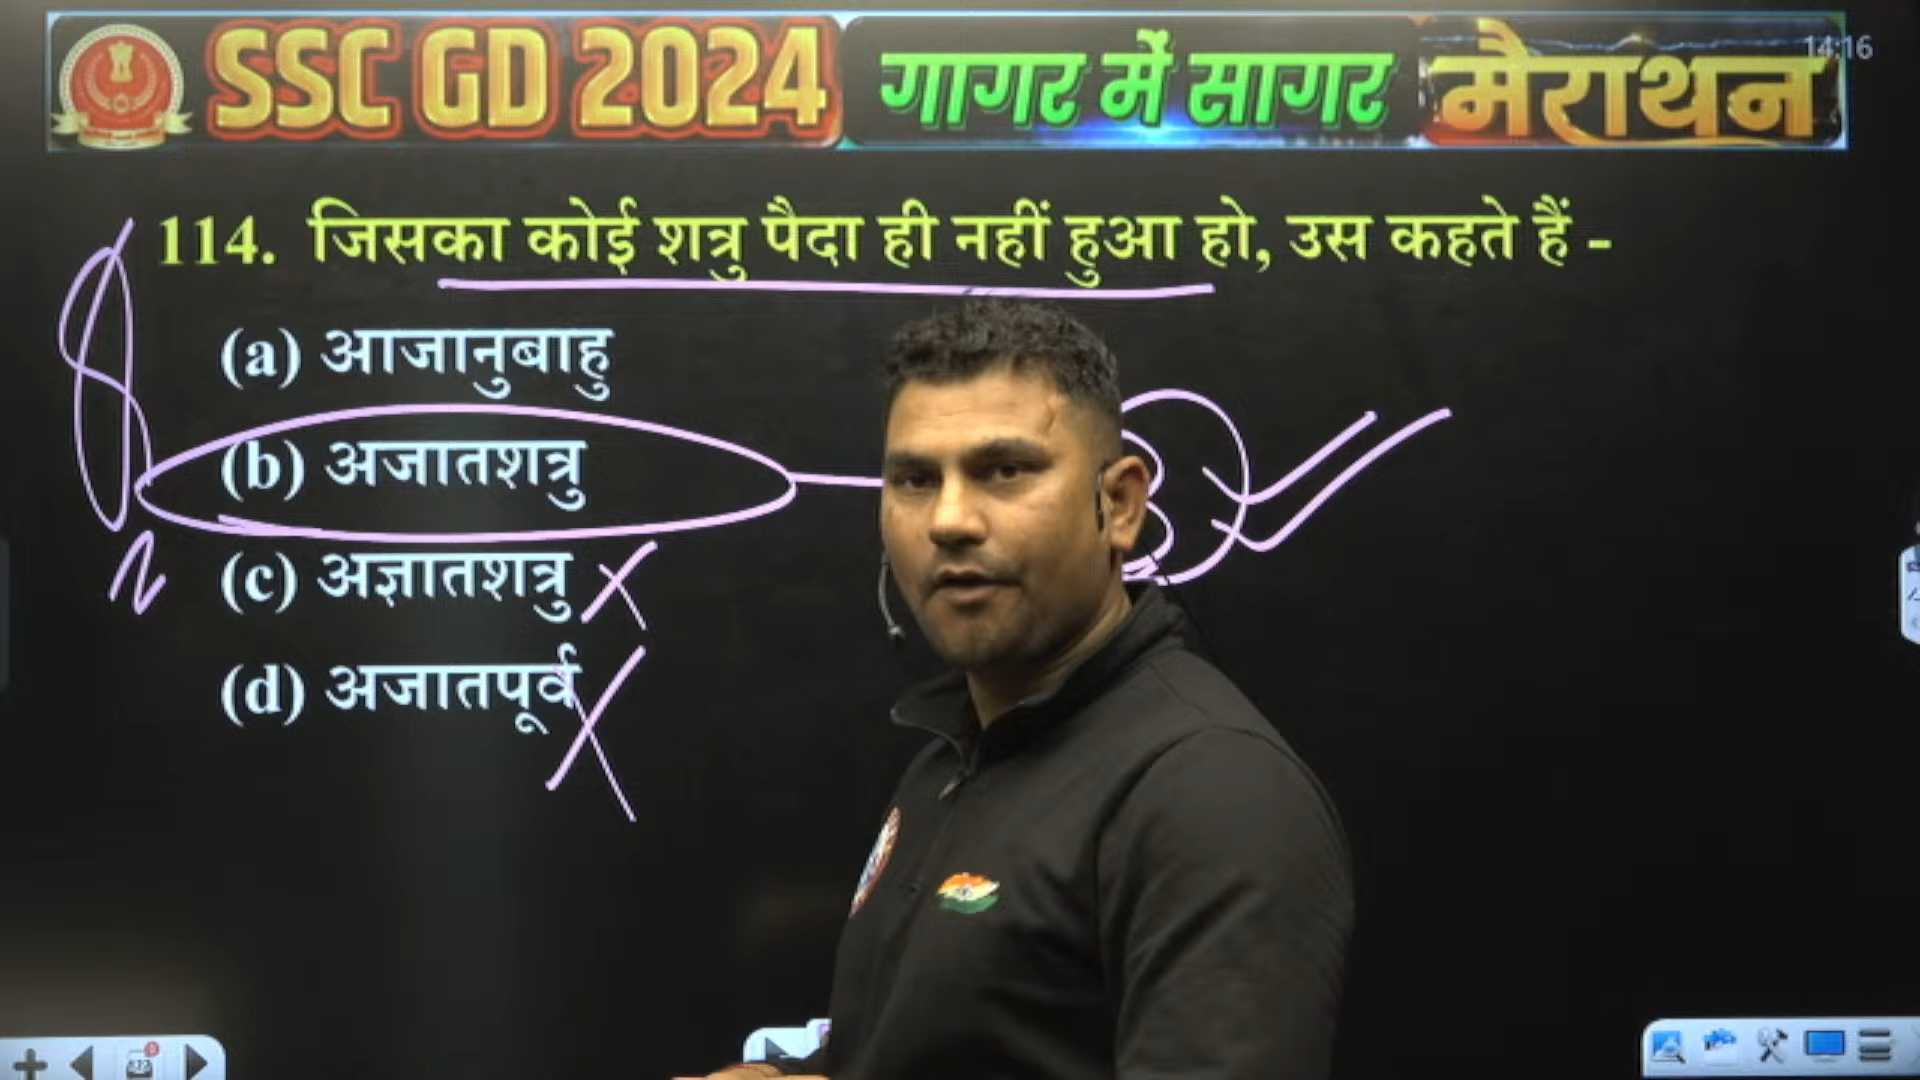 SSC GD 2024 गागर में सागर मैराथन
14:16
114. जिसका कोई शत्रु पैदा ही नहीं हुआ हो, उस कहते हैं -
(a) आजानुबाहु
(b) अजातशत्रु
(c) अज्ञातशत्रु
(d) अजातपूर्व